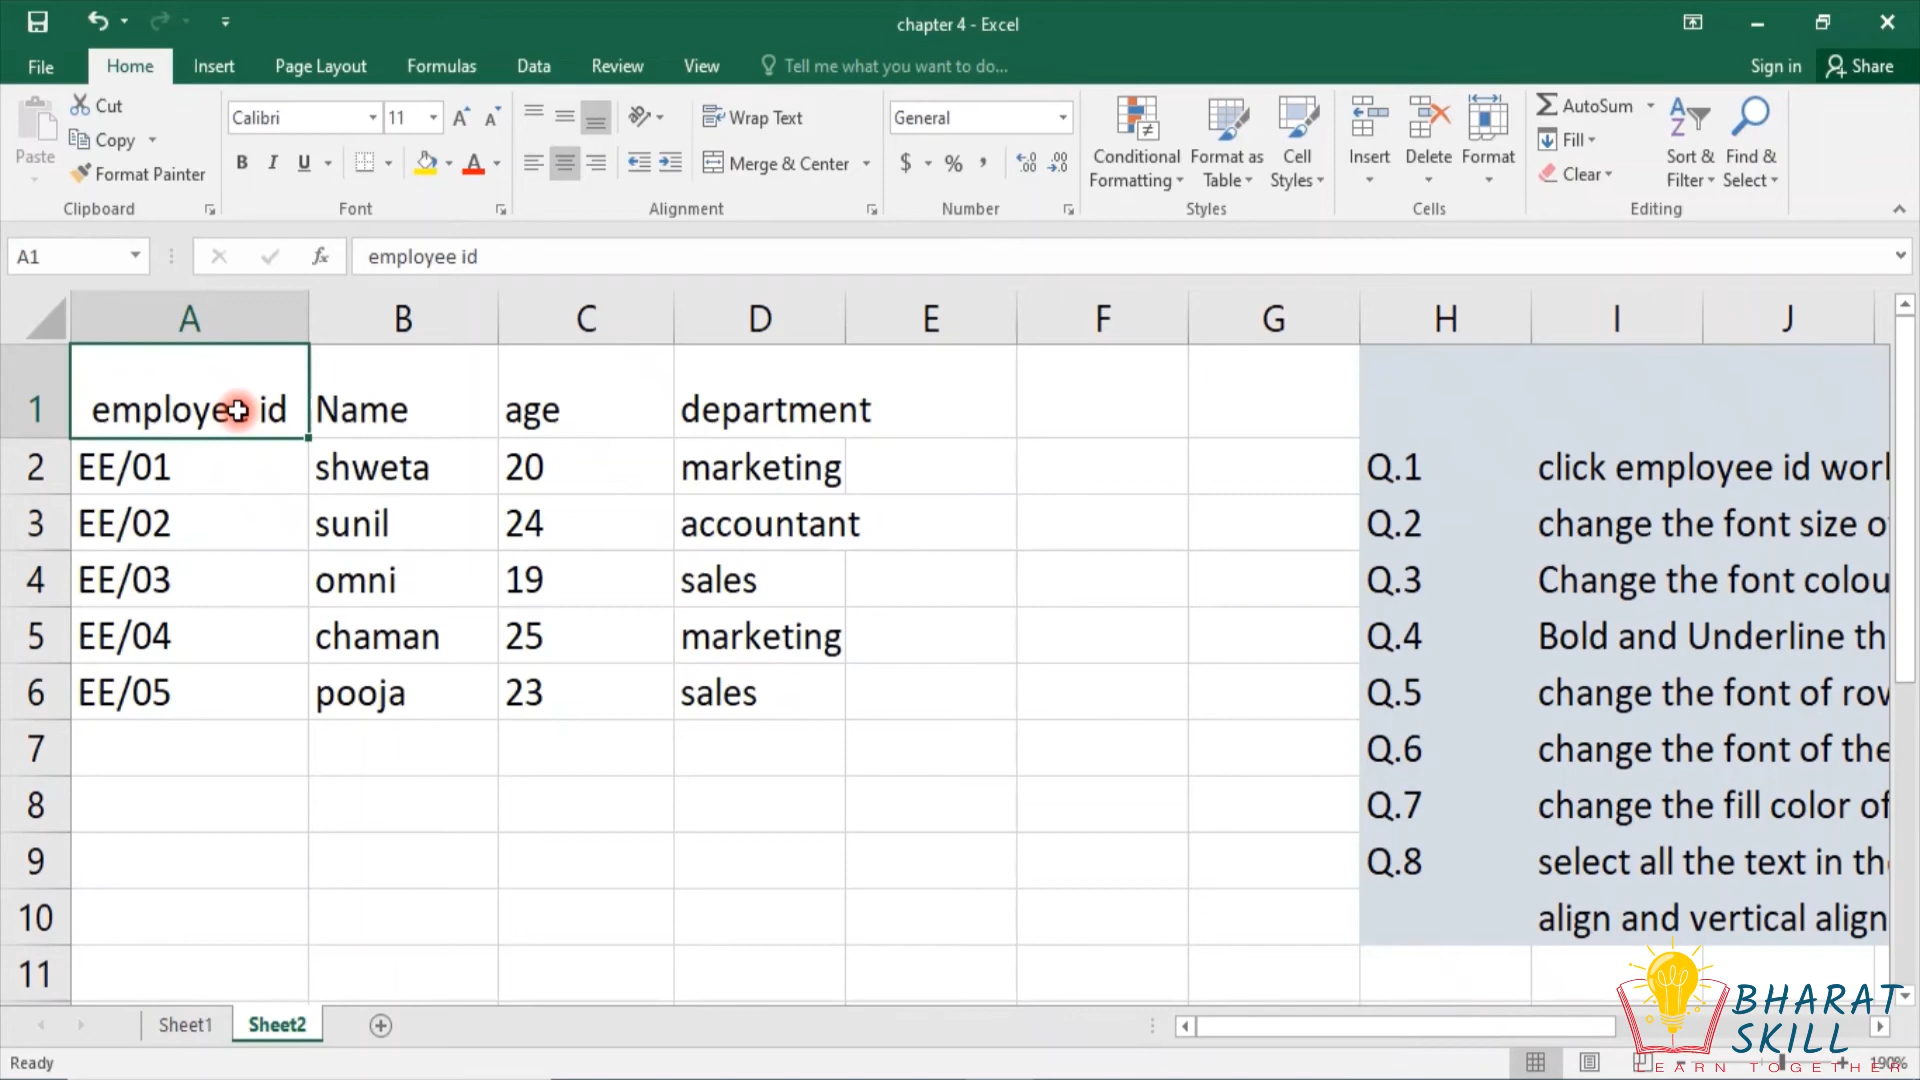 chapter 4 - Excel
File Home Insert Page Layout Formulas Data Review View Tell me what you want to do... Sign in Share
Paste Cut Copy Format Painter Clipboard
Calibri 11 B I U A Font
Wrap Text Merge & Center Alignment
General $ % , Number
Conditional Formatting Format as Table Cell Styles Styles
Insert Delete Format Cells
AutoSum Fill Clear Sort & Filter Find & Select Editing
A1 fx employee id
A B C D E F G H I J
1 employee id Name age department
2 EE/01 shweta 20 marketing Q.1 click employee id
3 EE/02 sunil 24 accountant Q.2 change the font size
4 EE/03 omni 19 sales Q.3 Change the font
5 EE/04 chaman 25 marketing Q.4 Bold and Underline
6 EE/05 pooja 23 sales Q.5 change the font of
7 Q.6 change the font of the
8 Q.7 change the fill color of
9 Q.8 select all the text in
10 align and vertical align
11
Sheet1 Sheet2
Ready 190%
BHARAT
SKILL
LEARN TOGETHER